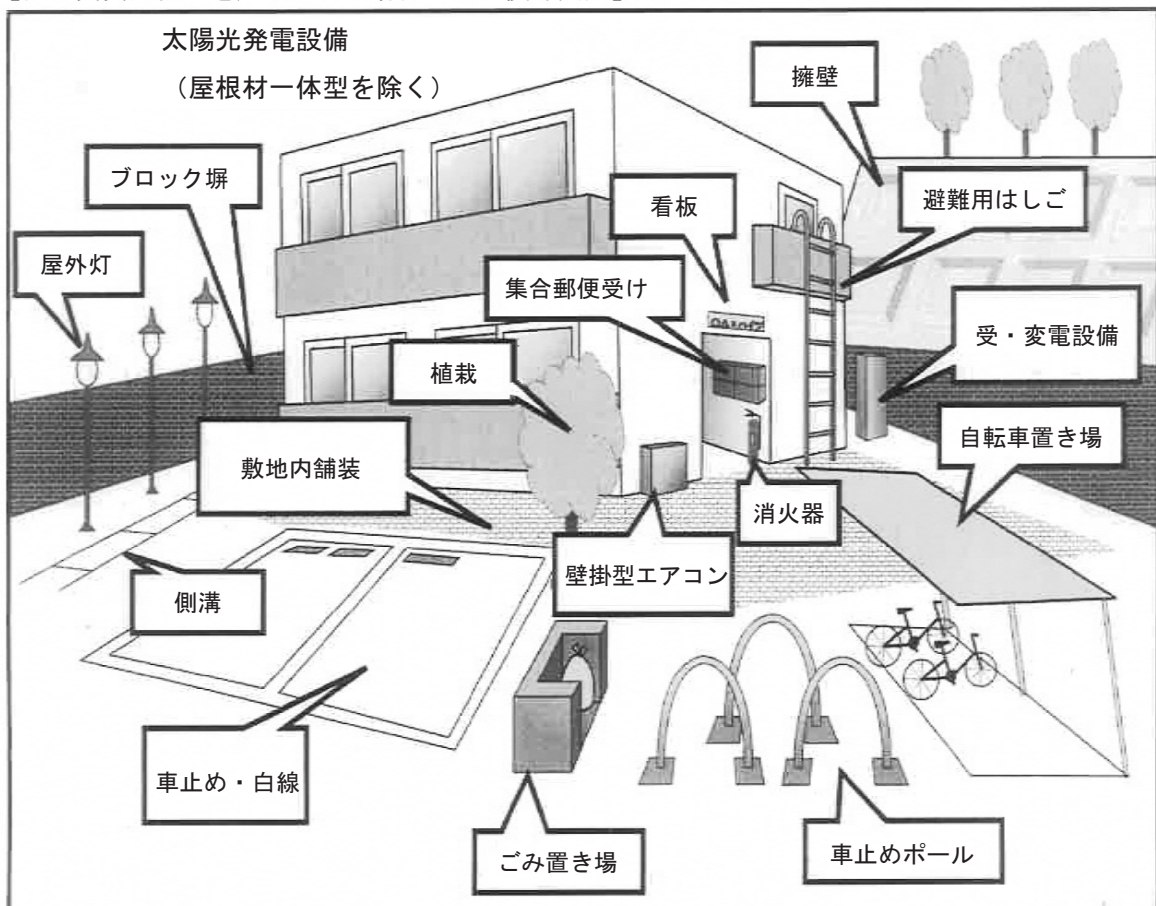 太陽光発電設備
（屋根材一体型を除く）
擁壁
ブロック塀
看板
避難用はしご
屋外灯
集合郵便受け
受・変電設備
植栽
自転車置き場
敷地内舗装
消火器
壁掛型エアコン
側溝
車止め・白線
ごみ置き場
車止めポール